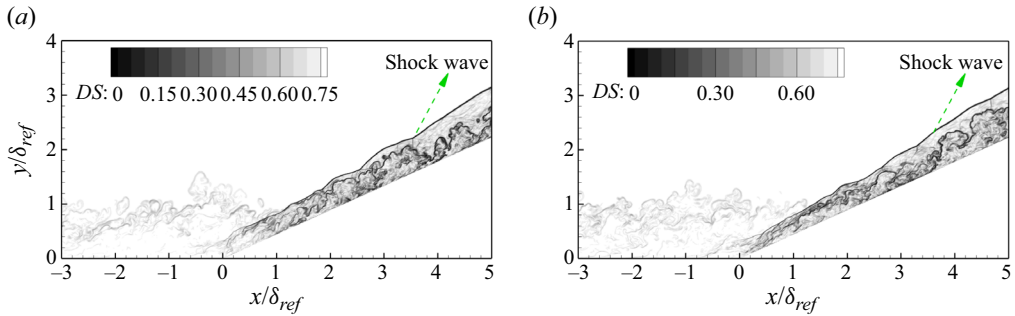 (a)
4
3
2
1
0
y/δref
DS: 0 0.15 0.30 0.45 0.60 0.75
Shock wave
–3 –2 –1 0 1 2 3 4 5
x/δref
(b)
4
3
2
1
0
DS: 0 0.30 0.60
Shock wave
–3 –2 –1 0 1 2 3 4 5
x/δref